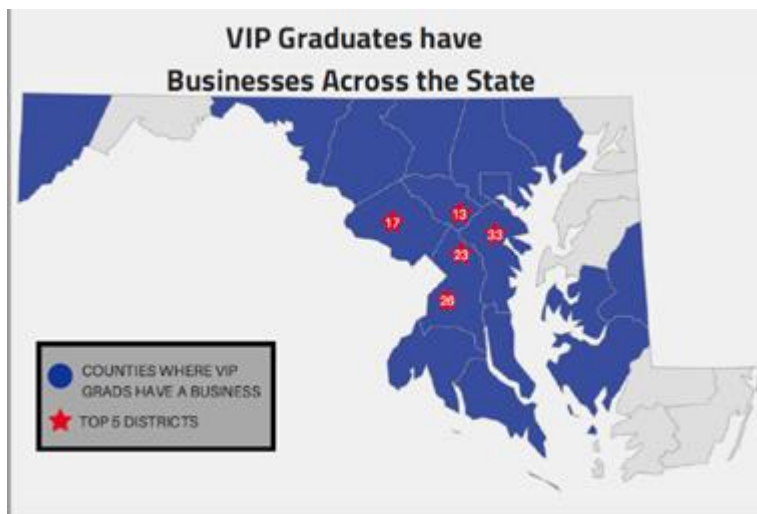 VIP Graduates have
Businesses Across the State
17
13
33
23
26
COUNTIES WHERE VIP
GRADS HAVE A BUSINESS
TOP 5 DISTRICTS